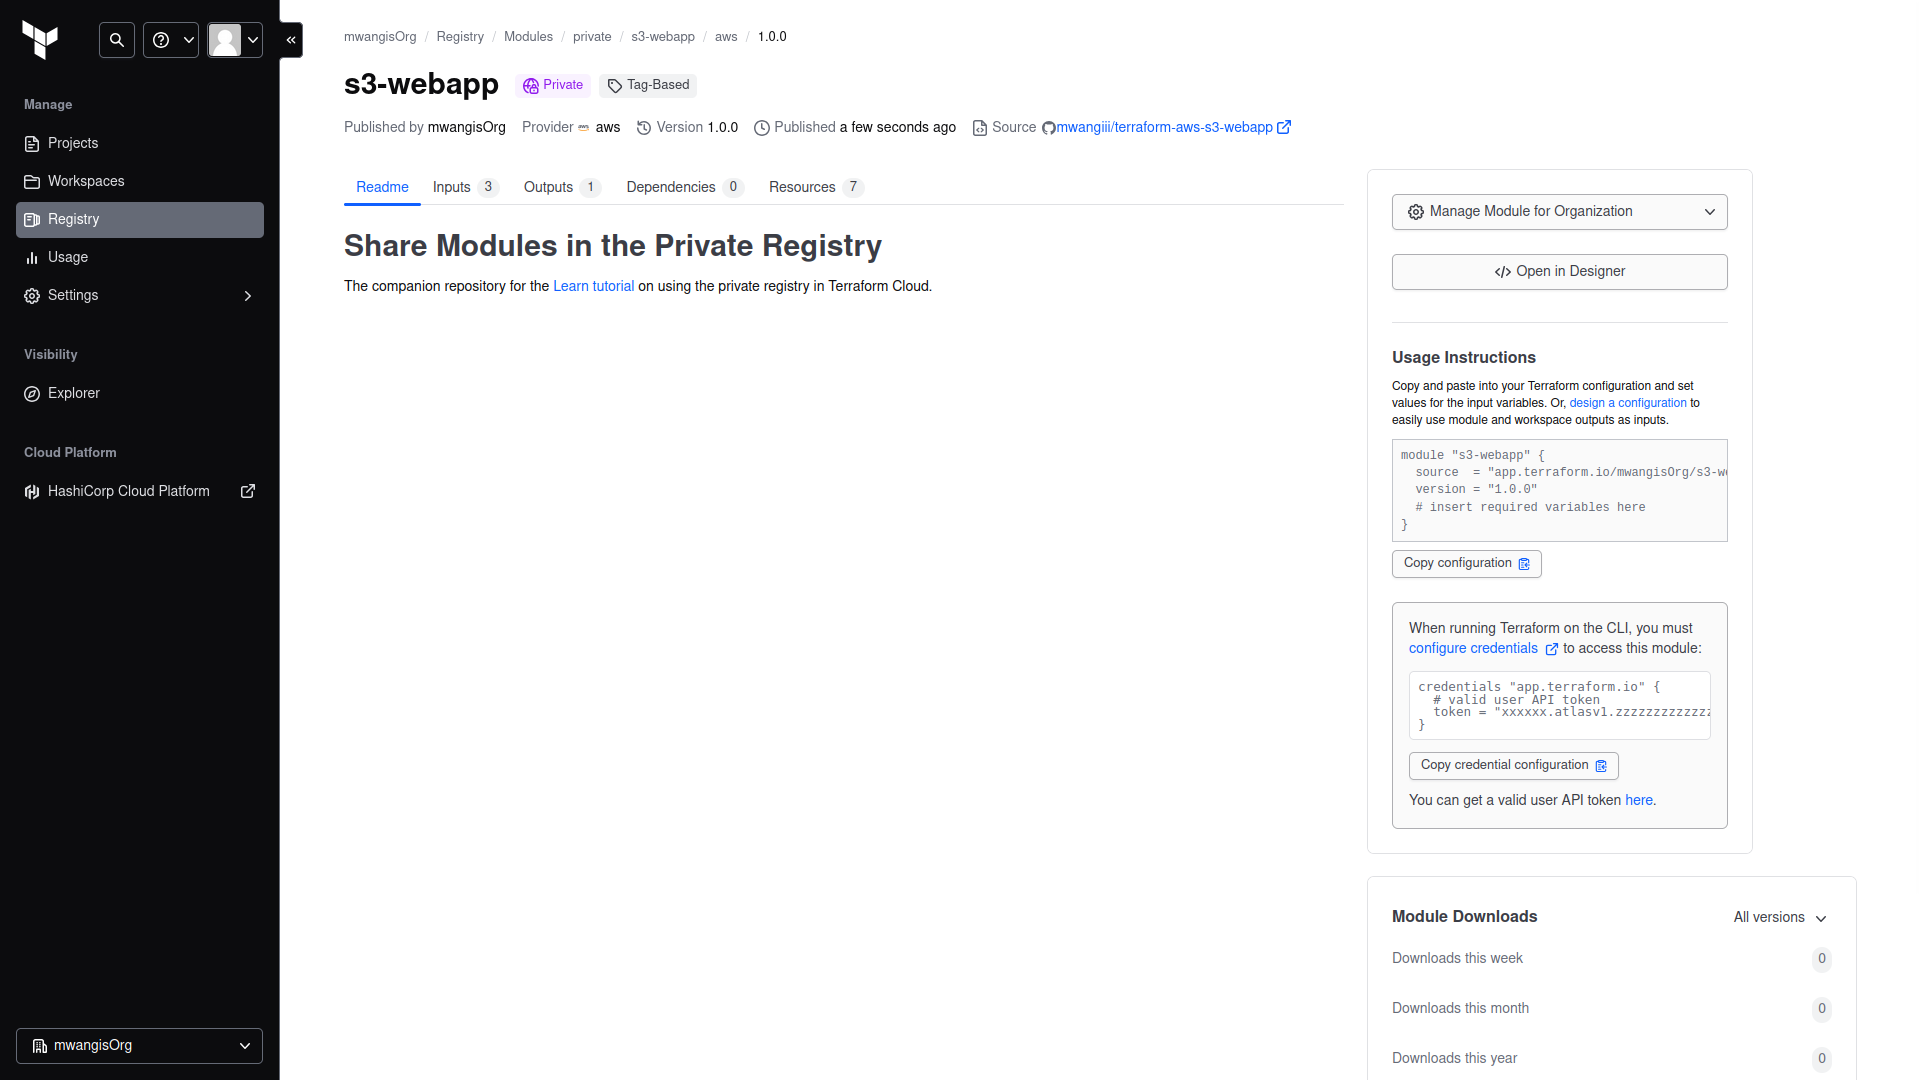 Manage
Projects
Workspaces
Registry
Usage
Settings
Visibility
Explorer
Cloud Platform
HashiCorp Cloud Platform
mwangisOrg
mwangisOrg / Registry / Modules / private / s3-webapp / aws / 1.0.0
s3-webapp Private Tag-Based
Published by mwangisOrg Provider aws aws Version 1.0.0 Published a few seconds ago Source mwangiii/terraform-aws-s3-webapp
Readme Inputs 3 Outputs 1 Dependencies 0 Resources 7
Share Modules in the Private Registry
The companion repository for the Learn tutorial on using the private registry in Terraform Cloud.
Manage Module for Organization
</> Open in Designer
Usage Instructions
Copy and paste into your Terraform configuration and set
values for the input variables. Or, design a configuration to
easily use module and workspace outputs as inputs.
module "s3-webapp" {
source = "app.terraform.io/mwangisOrg/s3-we
version = "1.0.0"
# insert required variables here
}
Copy configuration
When running Terraform on the CLI, you must
configure credentials to access this module:
credentials "app.terraform.io" {
# valid user API token
token = "xxxxxx.atlasv1.zzzzzzzzzzzzz
}
Copy credential configuration
You can get a valid user API token here.
Module Downloads All versions
Downloads this week 0
Downloads this month 0
Downloads this year 0